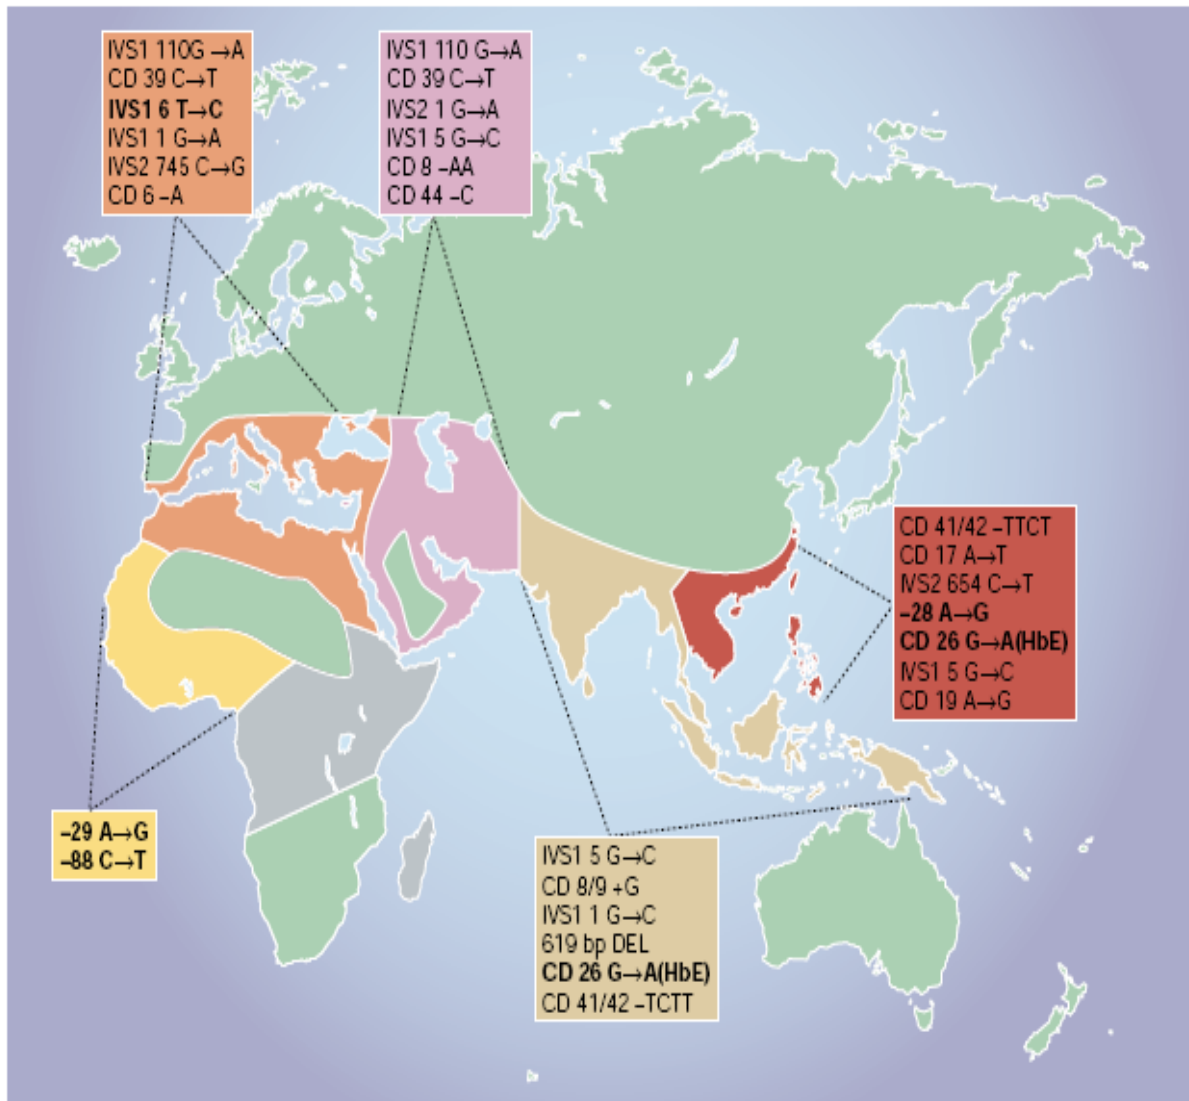 IVS1 110G →A
CD 39 C→T
IVS1 6 T→C
IVS1 1 G→A
IVS2 745 C→G
CD 6 –A
IVS1 110 G→A
CD 39 C→T
IVS2 1 G→A
IVS1 5 G→C
CD 8 –AA
CD 44 –C
CD 41/42 –TTCT
CD 17 A→T
IVS2 654 C→T
–28 A→G
CD 26 G→A(HbE)
IVS1 5 G→C
CD 19 A→G
–29 A→G
–88 C→T
IVS1 5 G→C
CD 8/9 +G
IVS1 1 G→C
619 bp DEL
CD 26 G→A(HbE)
CD 41/42 –TCTT